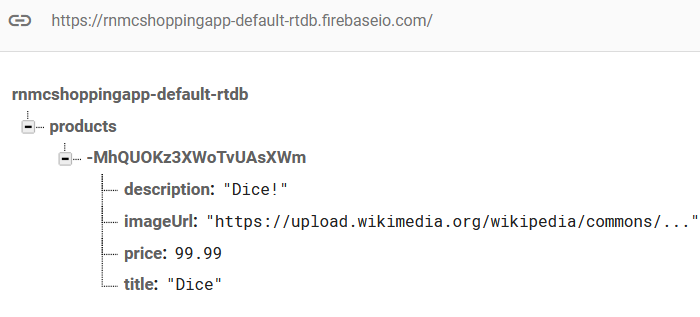 https://rnmcshoppingapp-default-rtdb.firebaseio.com/
rnmcshoppingapp-default-rtdb
products
-MhQUOKz3XWoTvUAsXWm
description: "Dice!"
imageUrl: "https://upload.wikimedia.org/wikipedia/commons/..."
price: 99.99
title: "Dice"